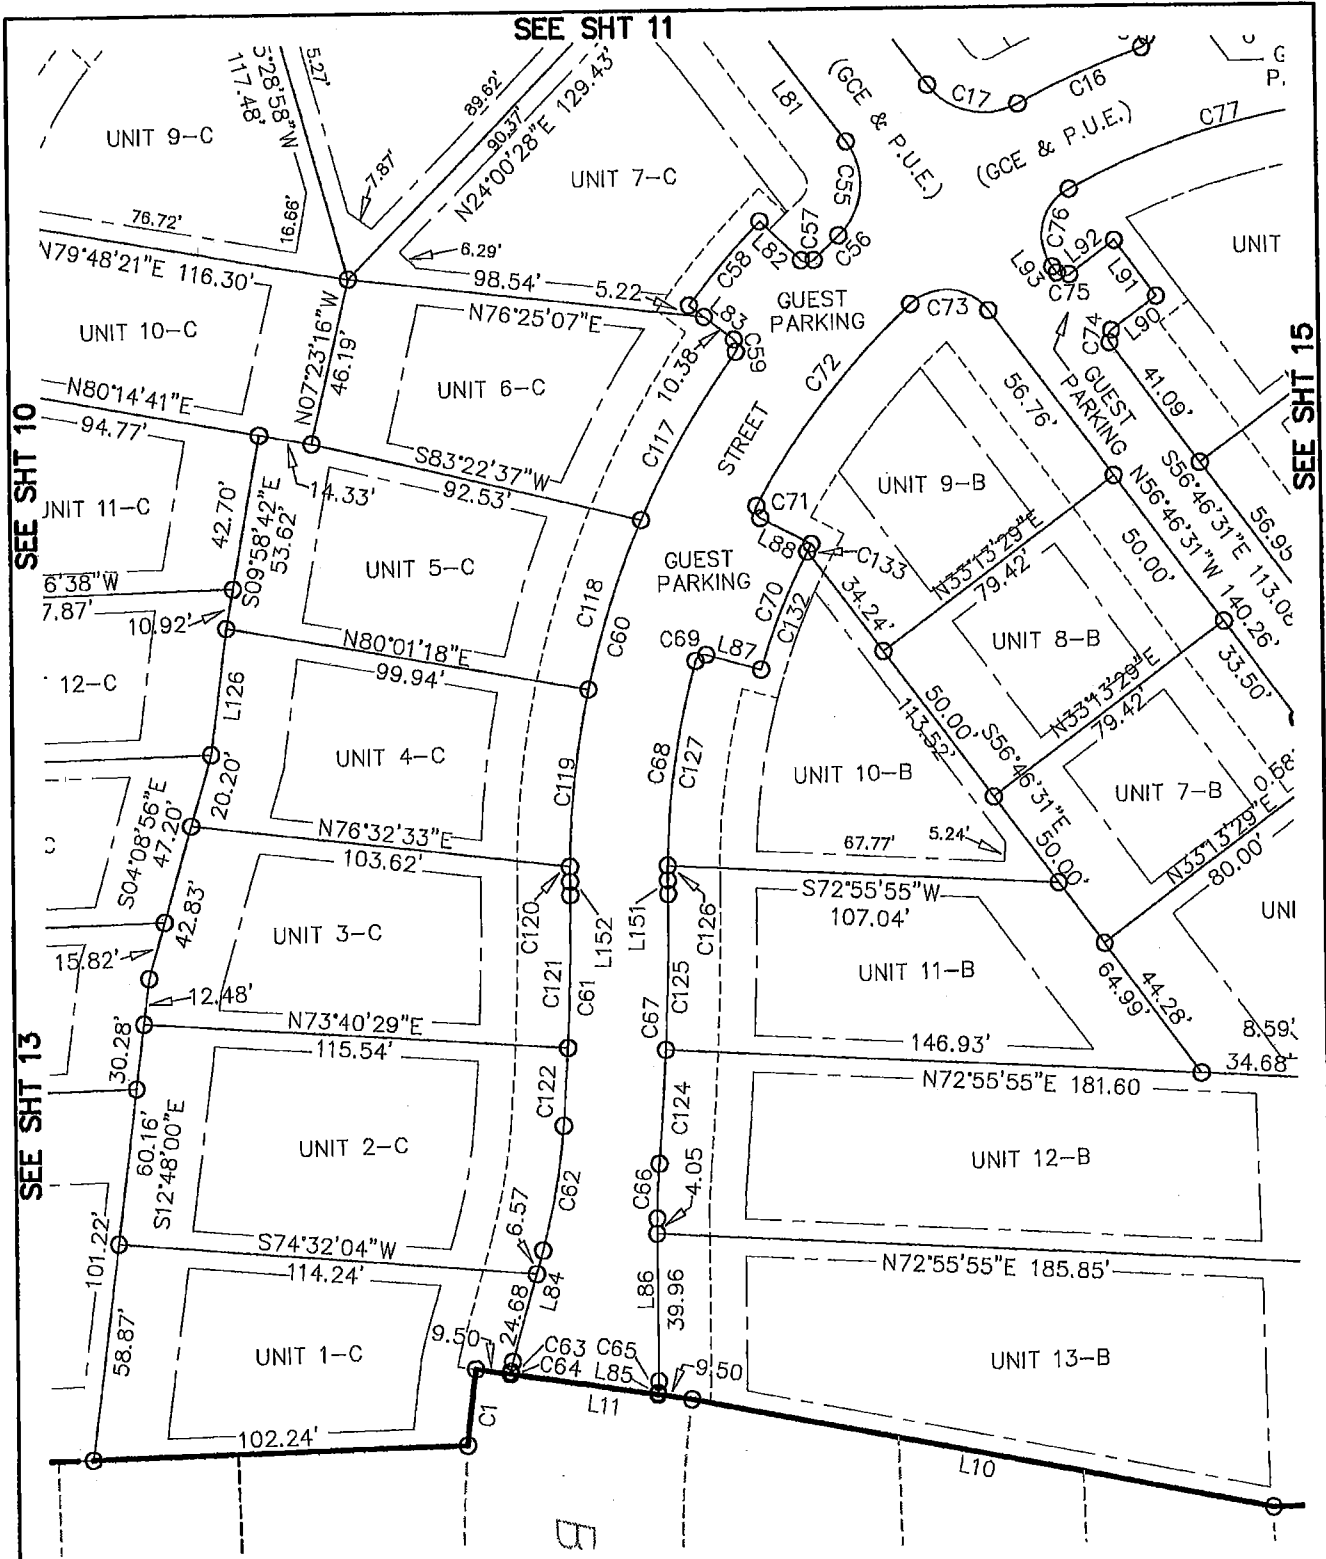 SEE SHT 11
SEE SHT 10
SEE SHT 13
SEE SHT 15
UNIT 9-C
5°28'58"W
117.48'
5.27'
89.62'
90.37'
N24°00'28"E 129.43'
7.87'
16.66'
76.72'
N79°48'21"E 116.30'
6.29'
UNIT 7-C
98.54'
5.22
N76°25'07"E
L81
(GCE & P.U.E.)
C17
C16
G
P.
(GCE & P.U.E.)
C77
C55
C57
C56
L82
C58
C76
L92
L93
L91
C75
L90
C74
UNIT
GUEST
PARKING
L83
C59
10.38
C73
C72
STREET
GUEST
PARKING
56.76'
41.09'
S56°46'31"E 113.08
56.95
UNIT 10-C
N07°23'16"W
46.19'
UNIT 6-C
C117
N80°14'41"E
94.77'
S83°22'37"W
92.53'
14.33'
UNIT 9-B
N56°46'31"W 140.26'
50.00'
33.50'
C71
L88
C133
N33°13'29"E
79.42'
JNIT 11-C
42.70'
S09°58'42"E
53.62'
UNIT 5-C
GUEST
PARKING
C118
C60
C70
C132
34.24'
UNIT 8-B
6'38"W
7.87'
10.92'
N80°01'18"E
99.94'
C69
L87
N33°13'29"E
79.42'
12-C
L126
UNIT 4-C
C119
C68
C127
UNIT 10-B
113.52'
50.00'
S56°46'31"E
UNIT 7-B
0.58'
20.20'
S04°08'56"E
47.20'
N76°32'33"E
103.62'
67.77'
5.24'
50.00'
N33°13'29"E
80.00'
C
42.83'
UNIT 3-C
C120
L152
L151
C126
S72°55'55"W
107.04'
UNI
15.82'
C121
C61
C125
C67
UNIT 11-B
64.99'
44.28'
12.48'
N73°40'29"E
115.54'
146.93'
8.59'
34.68'
30.28'
C122
C124
N72°55'55"E 181.60
60.16'
S12°48'00"E
UNIT 2-C
C62
C66
4.05
UNIT 12-B
101.22'
S74°32'04"W
114.24'
6.57
L84
L86
39.96
N72°55'55"E 185.85'
58.87'
UNIT 1-C
24.68
9.50
C63
C64
C65
L85
9.50
UNIT 13-B
102.24'
C1
L11
L10